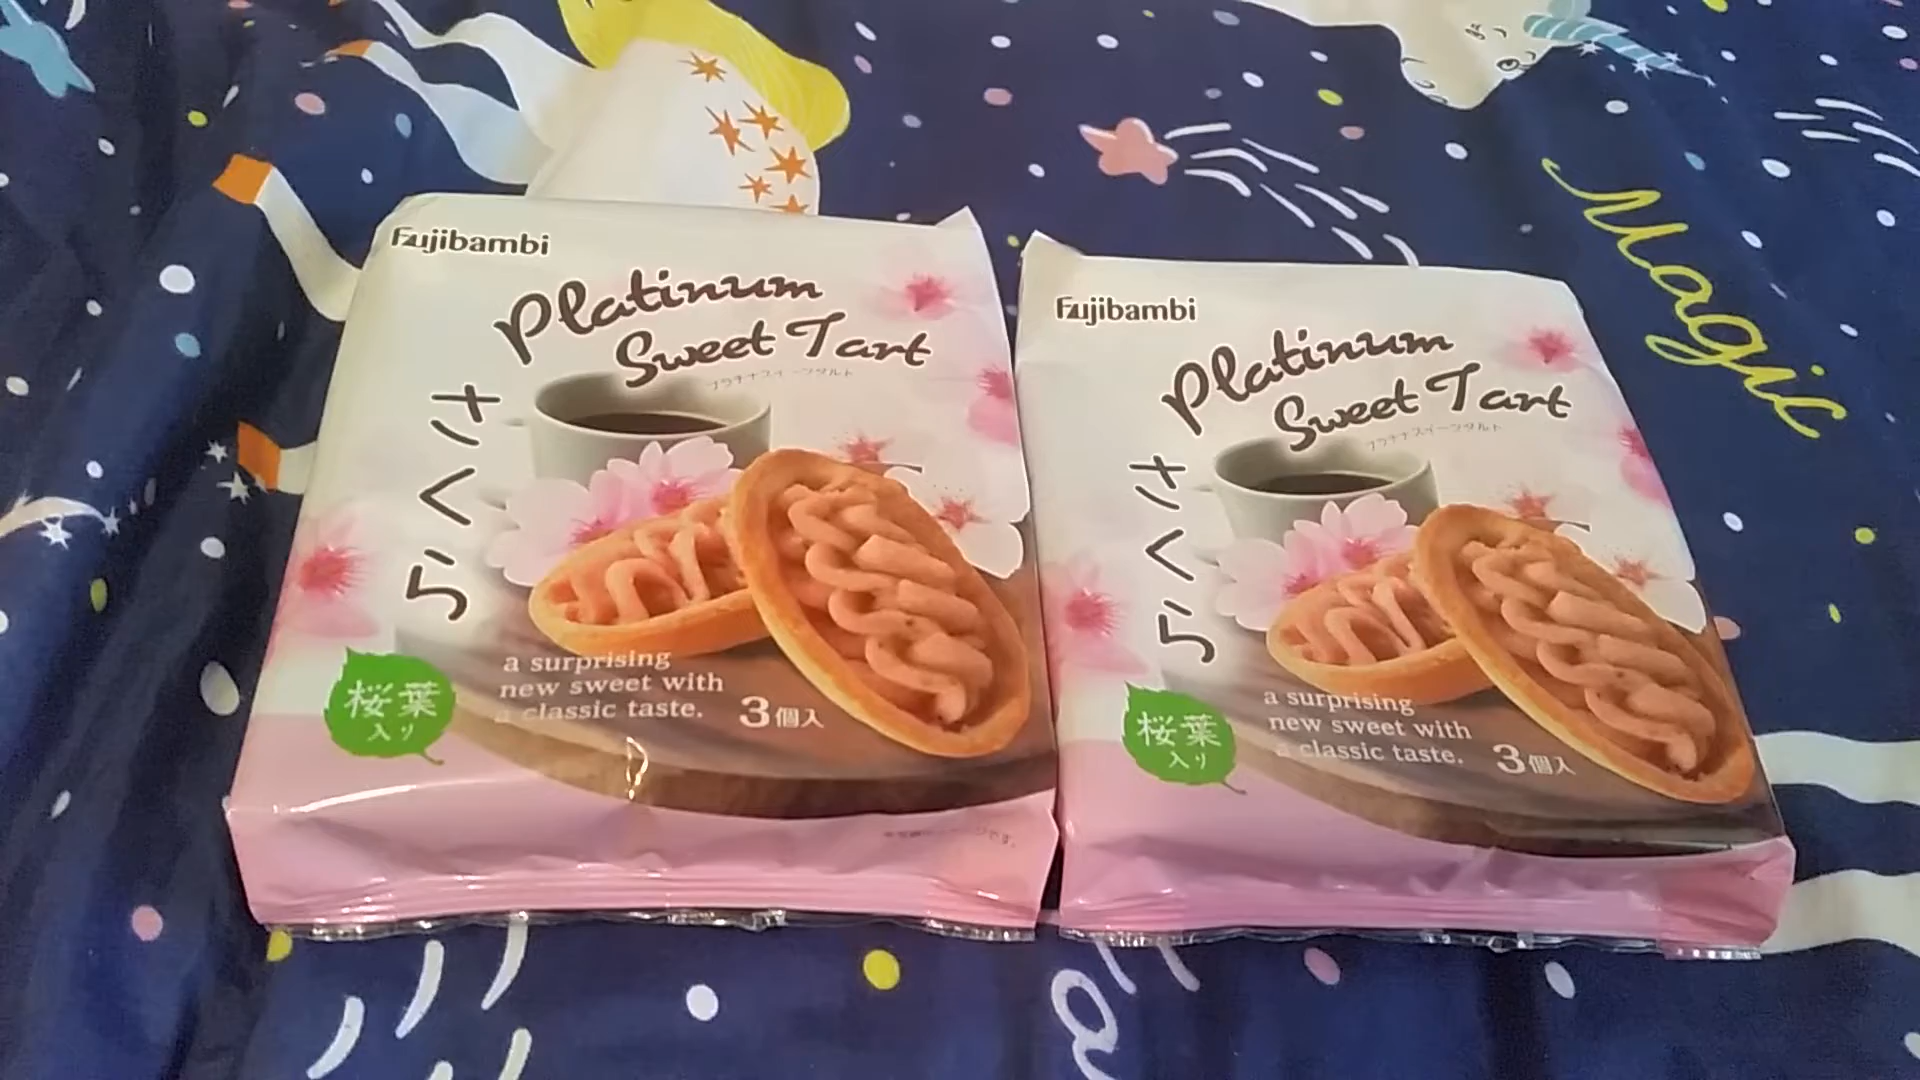 Fujibambi
Platinum
Sweet Tart
プラチナスイーツタルト
さくら
桜葉
入り
a surprising
new sweet with
a classic taste.
3個入
Fujibambi
Platinum
Sweet Tart
プラチナスイーツタルト
さくら
桜葉
入り
a surprising
new sweet with
a classic taste.
3個入
Magic